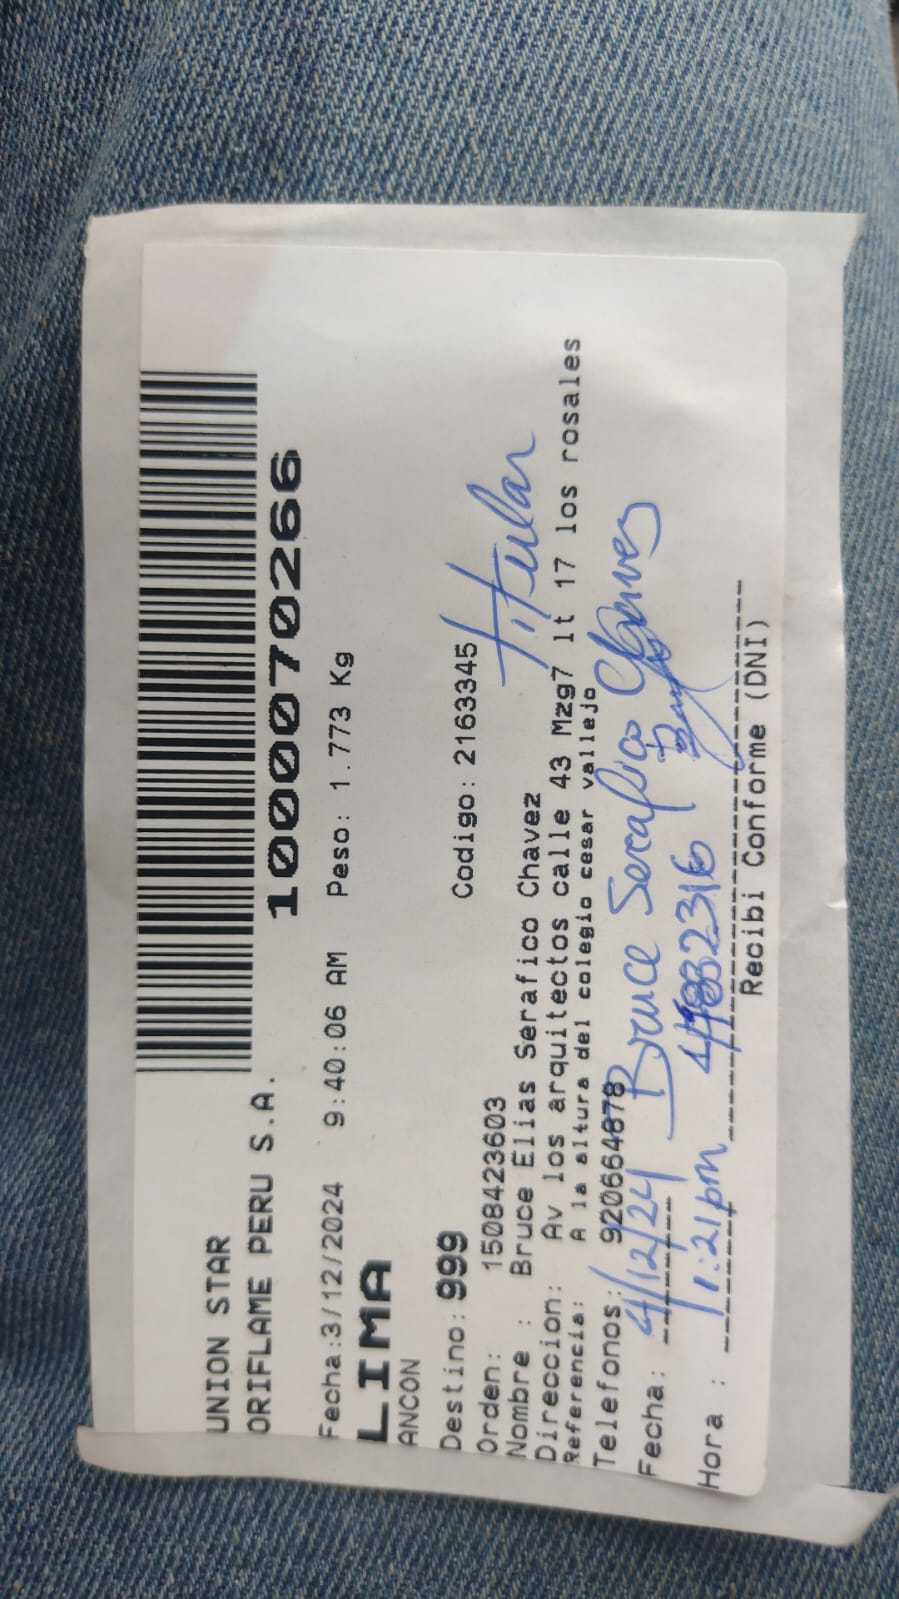 1000070266
UNION STAR
ORIFLAME PERU S.A.
Fecha:3/12/2024 9:40:06 AM Peso: 1.773 Kg
LIMA
ANCON
Destino: 999 Codigo: 2163345
Titular
Orden: 1508423603
Nombre : Bruce Elias Serafico Chavez
Direccion: Av los arquitectos calle 43 Mzg7 lt 17 los rosales
Referencia: A la altura del colegio cesar vallejo
Telefonos: 920664878
Fecha: 4/12/24 Bruce Serafico Chavez
Hora : 1:21pm
Recibi Conforme (DNI)